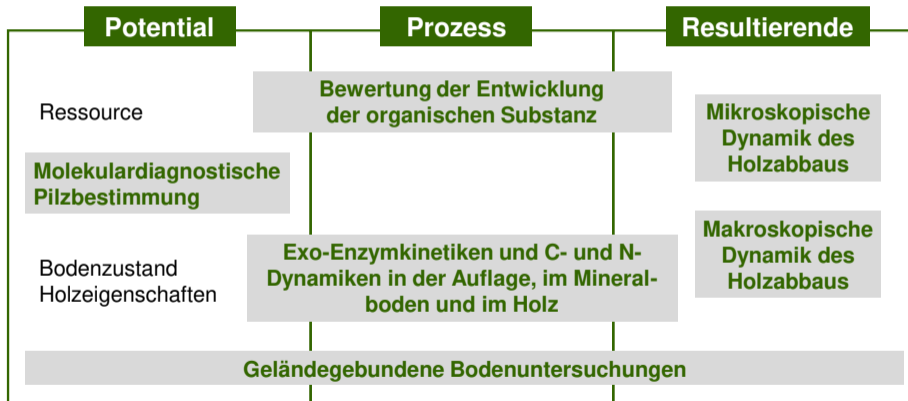 Potential
Prozess
Resultierende
Ressource
Bewertung der Entwicklung
der organischen Substanz
Mikroskopische
Dynamik des
Holzabbaus
Molekulardiagnostische
Pilzbestimmung
Bodenzustand
Holzeigenschaften
Exo-Enzymkinetiken und C- und N-
Dynamiken in der Auflage, im Mineral-
boden und im Holz
Makroskopische
Dynamik des
Holzabbaus
Geländegebundene Bodenuntersuchungen